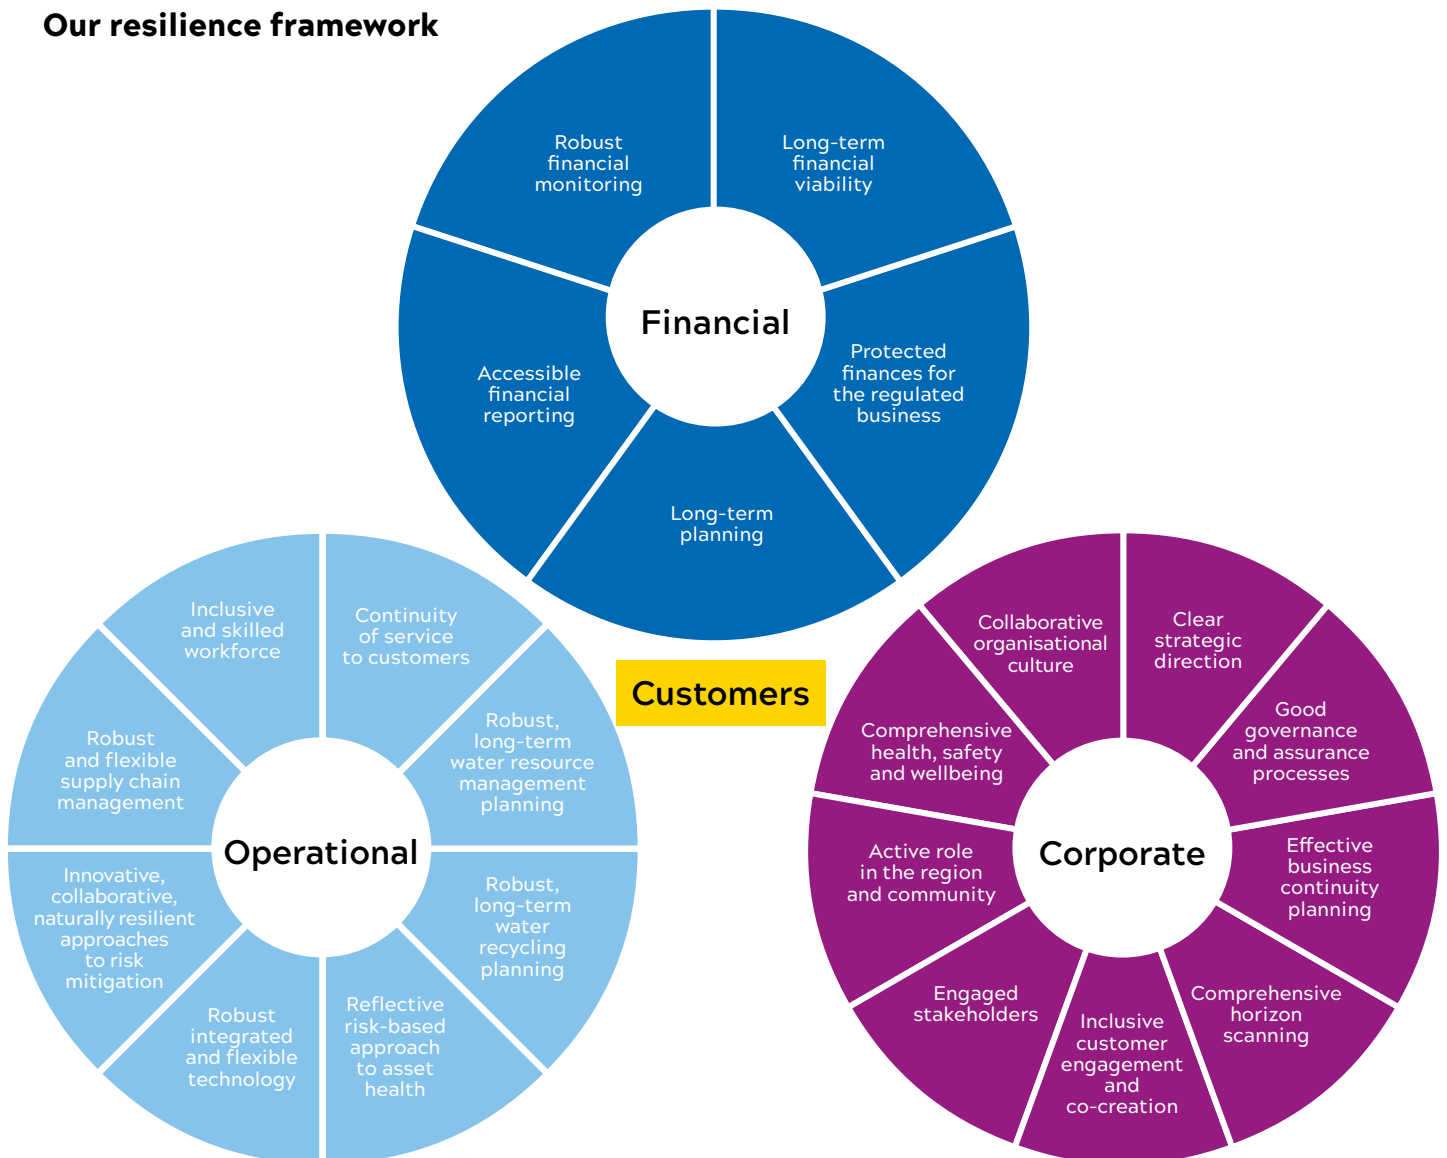 Our resilience framework
Robust
financial
monitoring
Long-term
financial
viability
Protected
finances for
the regulated
business
Long-term
planning
Accessible
financial
reporting
Financial
Customers
Inclusive
and skilled
workforce
Continuity
of service
to customers
Robust,
long-term
water resource
management
planning
Robust,
long-term
water
recycling
planning
Reflective
risk-based
approach
to asset
health
Robust
integrated
and flexible
technology
Innovative,
collaborative,
naturally resilient
approaches
to risk
mitigation
Robust
and flexible
supply chain
management
Operational
Collaborative
organisational
culture
Clear
strategic
direction
Good
governance
and assurance
processes
Effective
business
continuity
planning
Comprehensive
horizon
scanning
Inclusive
customer
engagement
and
co-creation
Engaged
stakeholders
Active role
in the region
and community
Comprehensive
health, safety
and wellbeing
Corporate